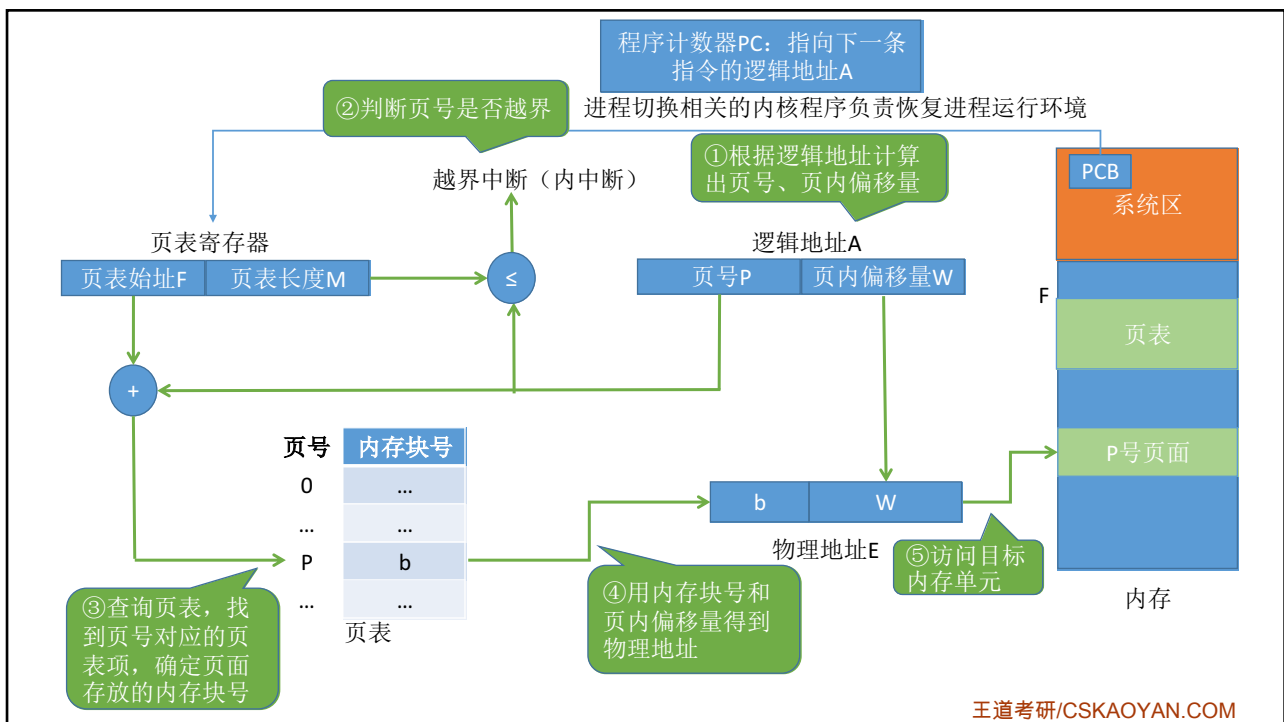 程序计数器PC：指向下一条
指令的逻辑地址A
②判断页号是否越界
进程切换相关的内核程序负责恢复进程运行环境
①根据逻辑地址计算
出页号、页内偏移量
PCB
系统区
越界中断（内中断）
页表寄存器
逻辑地址A
页表始址F
页表长度M
≤
页号P
页内偏移量W
F
页表
+
页号
内存块号
0
…
…
…
P
b
…
…
页表
P号页面
b
W
物理地址E
③查询页表，找
到页号对应的页
表项，确定页面
存放的内存块号
④用内存块号和
页内偏移量得到
物理地址
⑤访问目标
内存单元
内存
王道考研/CSKAOYAN.COM